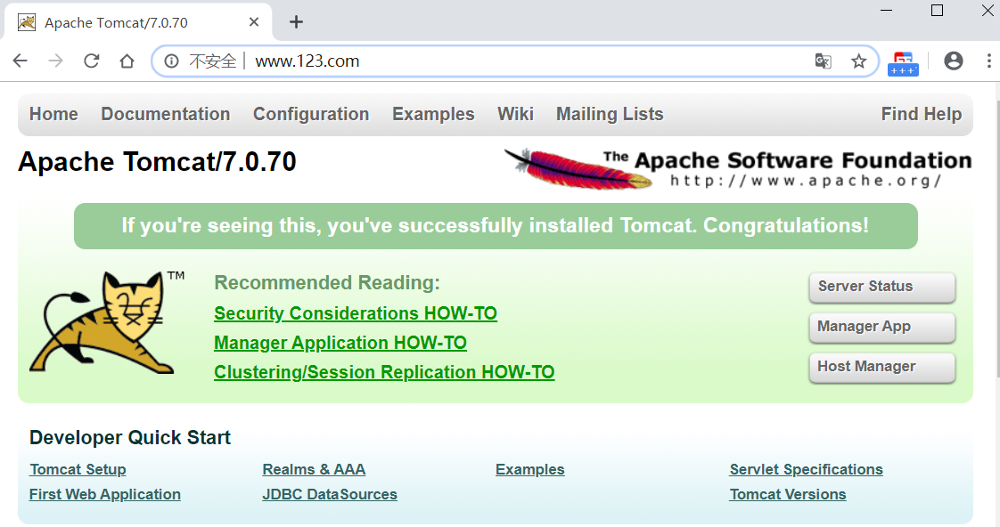 Apache Tomcat/7.0.70
不安全 www.123.com
Home Documentation Configuration Examples Wiki Mailing Lists Find Help
Apache Tomcat/7.0.70
The Apache Software Foundation
http://www.apache.org/
If you're seeing this, you've successfully installed Tomcat. Congratulations!
TM
Recommended Reading:
Security Considerations HOW-TO
Manager Application HOW-TO
Clustering/Session Replication HOW-TO
Server Status
Manager App
Host Manager
Developer Quick Start
Tomcat Setup Realms & AAA Examples Servlet Specifications
First Web Application JDBC DataSources Tomcat Versions